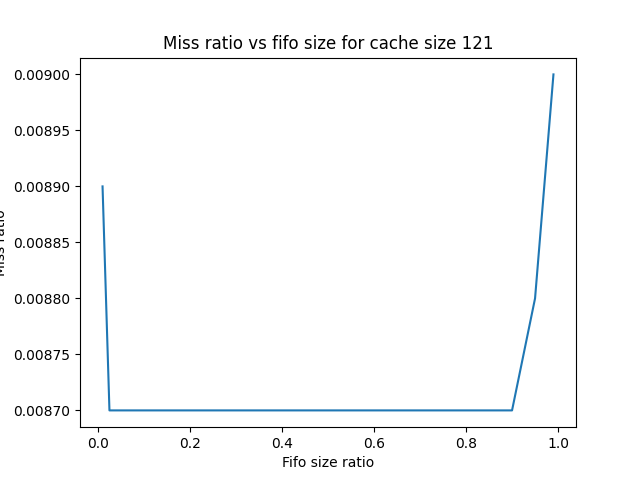 Miss ratio vs fifo size for cache size 121
0.00900
0.00895
0.00890
0.00885
0.00880
0.00875
0.00870
Miss ratio
0.0 0.2 0.4 0.6 0.8 1.0
Fifo size ratio